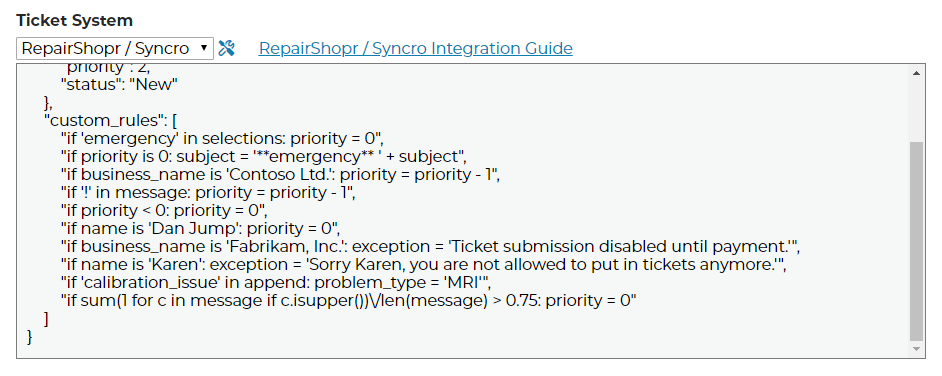 Ticket System
RepairShopr / Syncro
RepairShopr / Syncro Integration Guide
"priority": 2,
"status": "New"
},
"custom_rules": [
"if 'emergency' in selections: priority = 0",
"if priority is 0: subject = '**emergency** ' + subject",
"if business_name is 'Contoso Ltd.': priority = priority - 1",
"if '!' in message: priority = priority - 1",
"if priority < 0: priority = 0",
"if name is 'Dan Jump': priority = 0",
"if business_name is 'Fabrikam, Inc.': exception = 'Ticket submission disabled until payment.'",
"if name is 'Karen': exception = 'Sorry Karen, you are not allowed to put in tickets anymore.'",
"if 'calibration_issue' in append: problem_type = 'MRI'",
"if sum(1 for c in message if c.isupper())\/len(message) > 0.75: priority = 0"
]
}